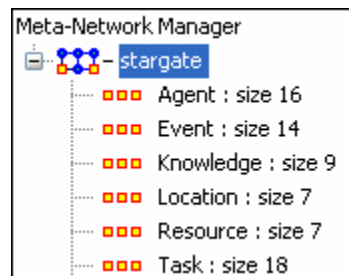 Meta-Network Manager
stargate
Agent : size 16
Event : size 14
Knowledge : size 9
Location : size 7
Resource : size 7
Task : size 18